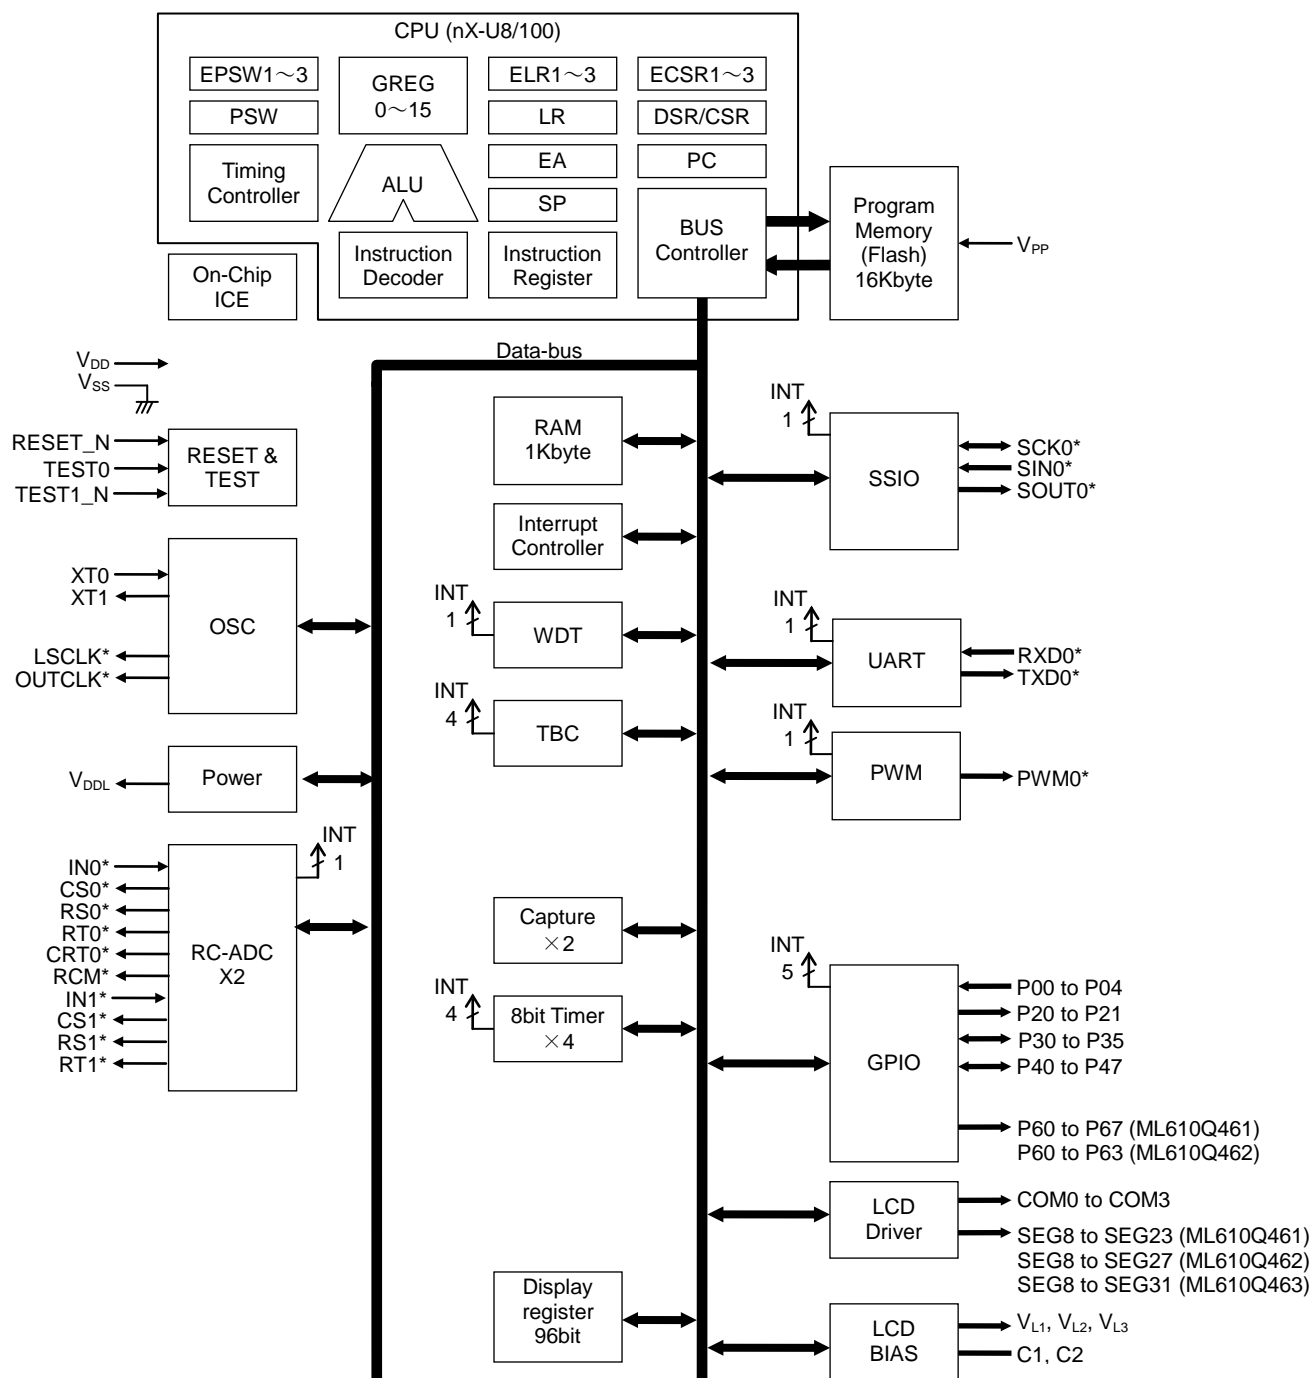 CPU (nX-U8/100)
EPSW1～3
GREG
0～15
ELR1～3
ECSR1～3
PSW
LR
DSR/CSR
Timing
Controller
ALU
EA
PC
SP
BUS
Controller
Program
Memory
(Flash)
16Kbyte
VPP
Instruction
Decoder
Instruction
Register
On-Chip
ICE
Data-bus
VDD
VSS
RESET_N
TEST0
TEST1_N
RESET &
TEST
RAM
1Kbyte
INT
1
SSIO
SCK0*
SIN0*
SOUT0*
Interrupt
Controller
XT0
XT1
LSCLK*
OUTCLK*
OSC
INT
1
WDT
INT
1
UART
RXD0*
TXD0*
INT
4
TBC
INT
1
PWM
PWM0*
VDDL
Power
INT
1
IN0*
CS0*
RS0*
RT0*
CRT0*
RCM*
IN1*
CS1*
RS1*
RT1*
RC-ADC
X2
Capture
×2
INT
4
8bit Timer
×4
INT
5
GPIO
P00 to P04
P20 to P21
P30 to P35
P40 to P47
P60 to P67 (ML610Q461)
P60 to P63 (ML610Q462)
LCD
Driver
COM0 to COM3
SEG8 to SEG23 (ML610Q461)
SEG8 to SEG27 (ML610Q462)
SEG8 to SEG31 (ML610Q463)
Display
register
96bit
LCD
BIAS
VL1, VL2, VL3
C1, C2